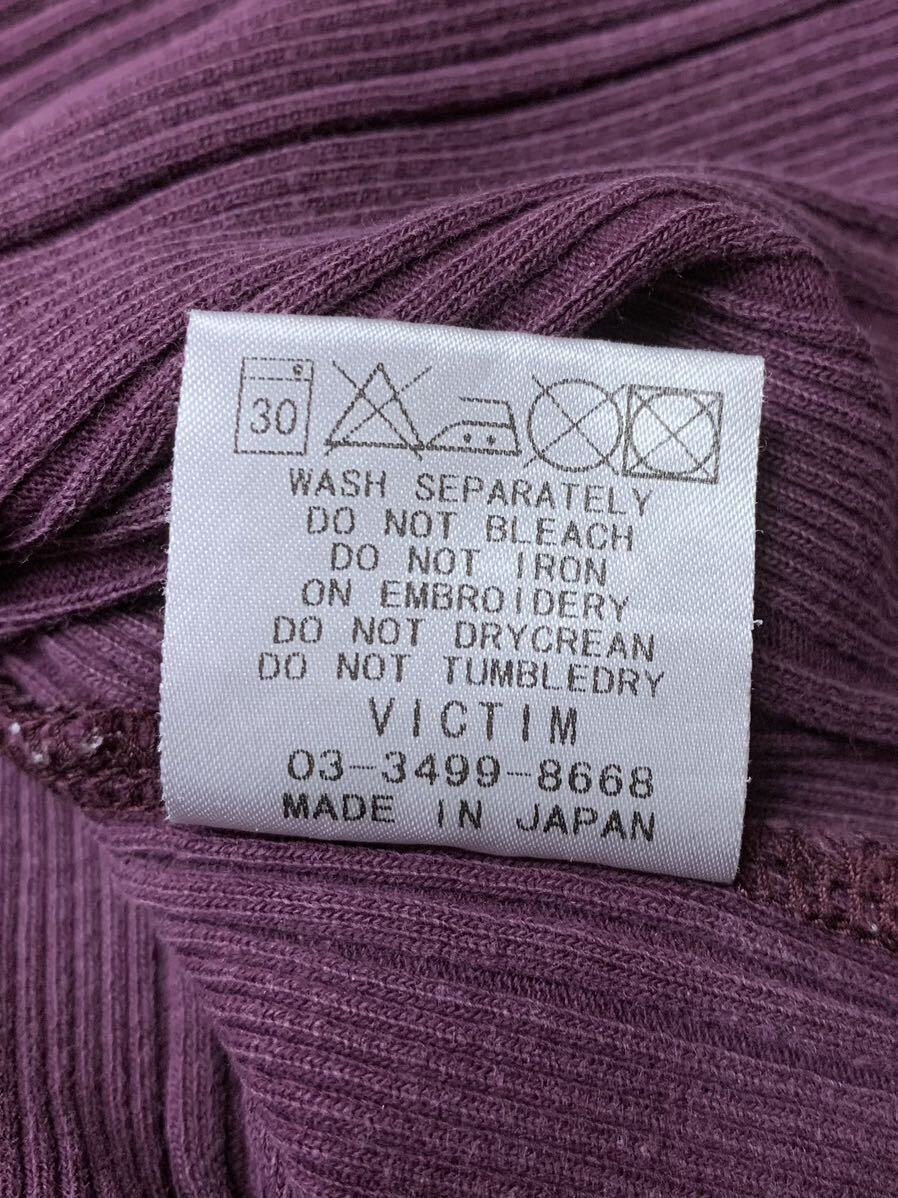 30
WASH SEPARATELY
DO NOT BLEACH
DO NOT IRON
ON EMBROIDERY
DO NOT DRYCREAN
DO NOT TUMBLEDRY
VICTIM
03-3499-8668
MADE IN JAPAN